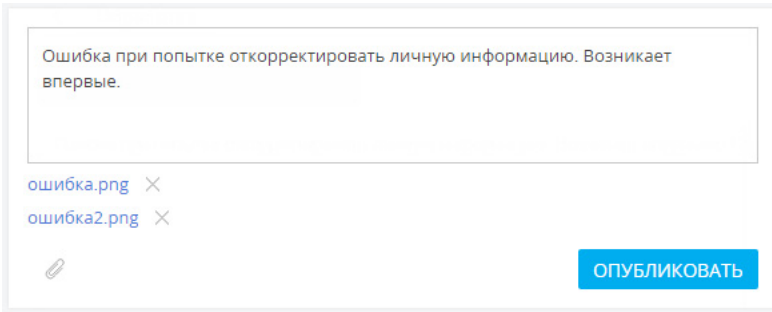 Ошибка при попытке откорректировать личную информацию. Возникает
впервые.
ошибка.png
ошибка2.png
ОПУБЛИКОВАТЬ